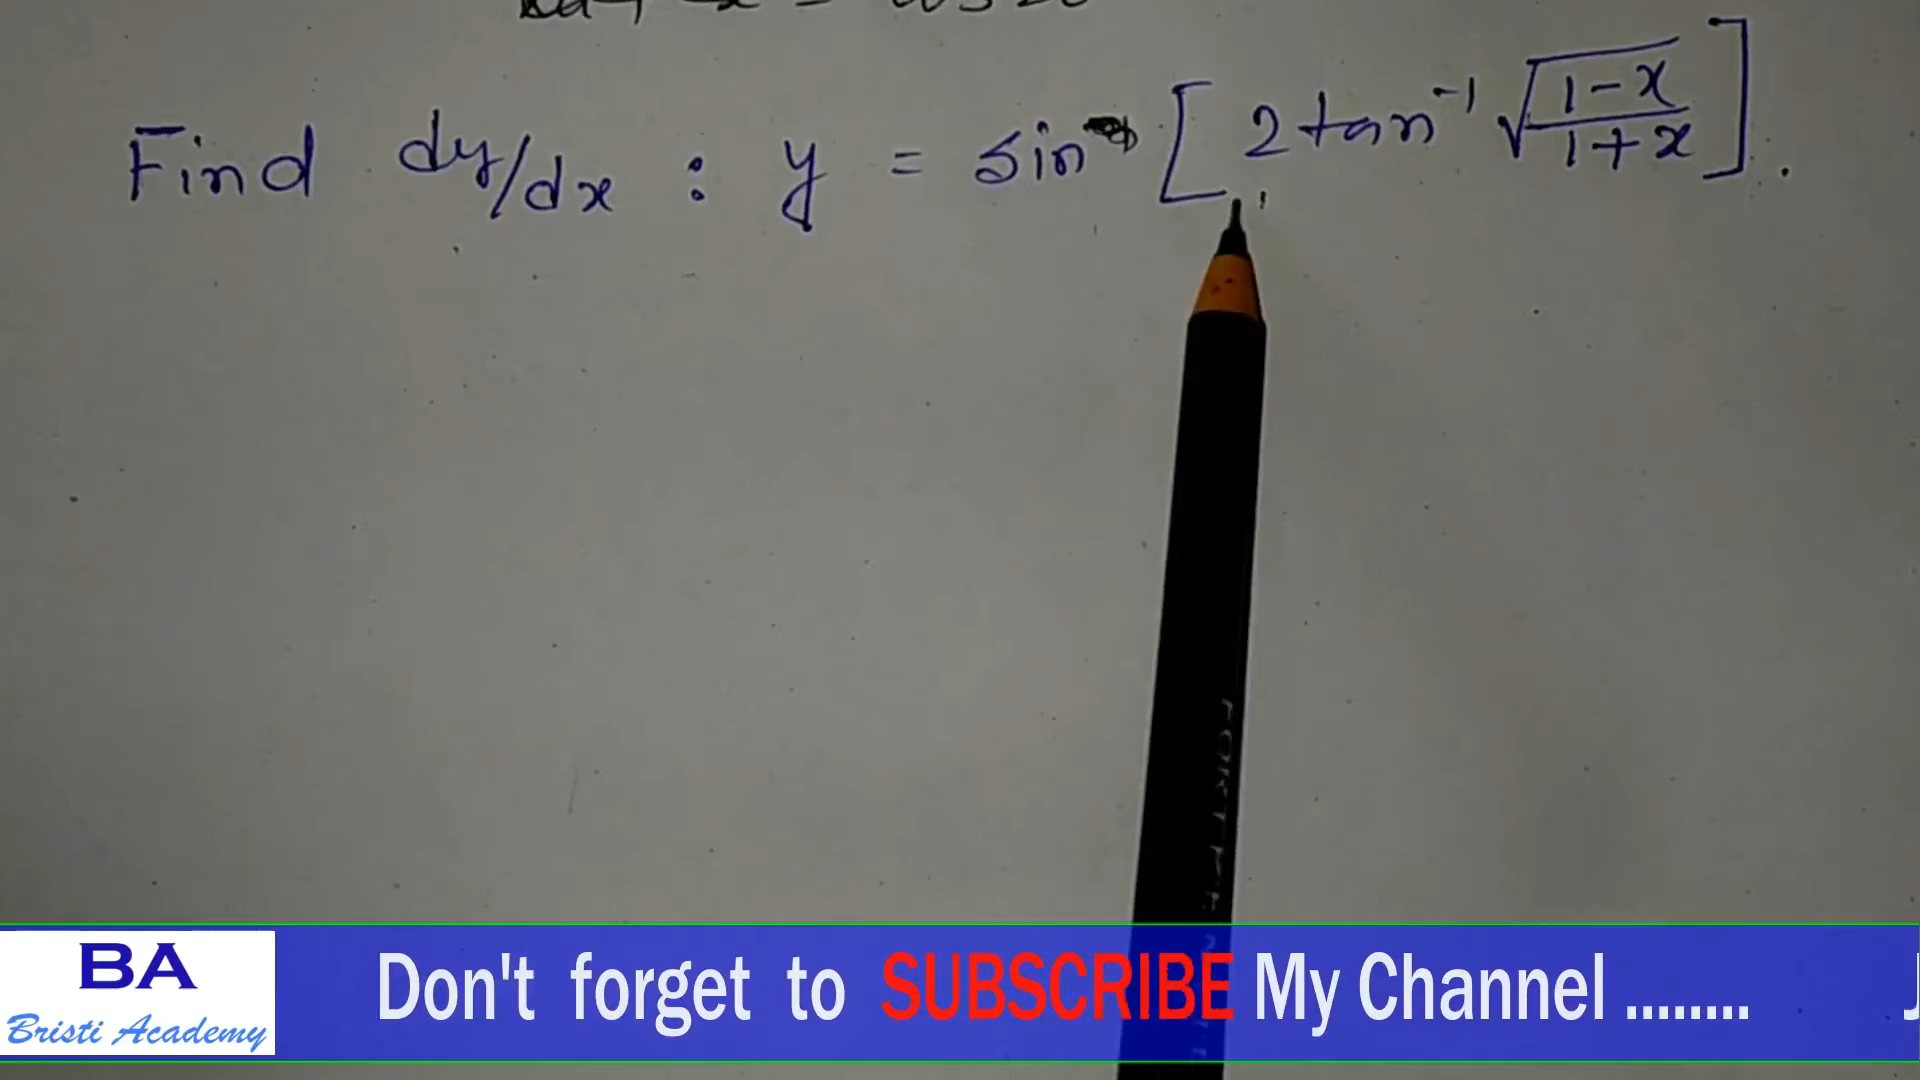 Find dy/dx : y = sin [ 2 tan⁻¹ √(1-x / 1+x) ] .
BA
Bristi Academy
Don't forget to SUBSCRIBE My Channel ........